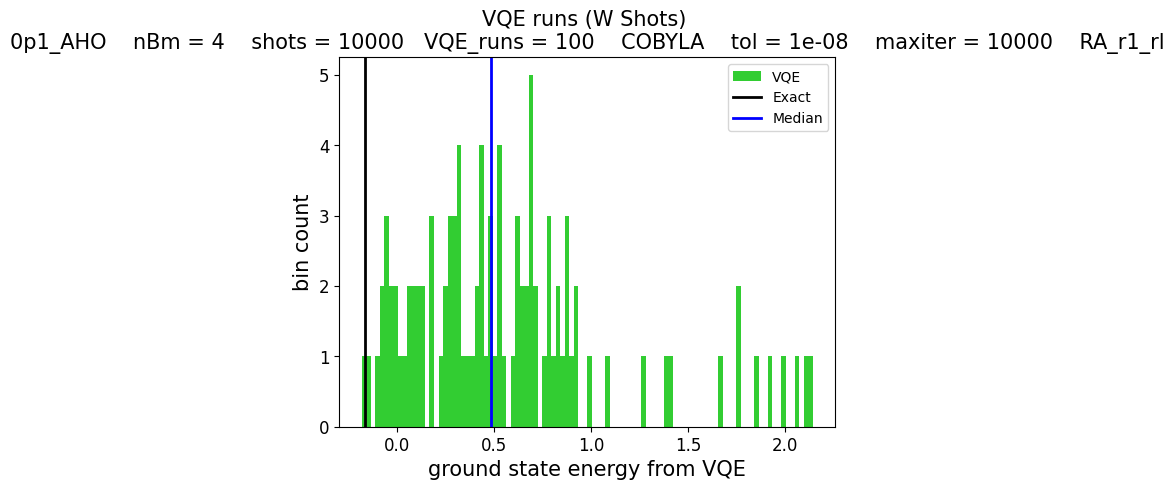 VQE runs (W Shots)
0p1_AHO    nBm = 4    shots = 10000   VQE_runs = 100    COBYLA    tol = 1e-08    maxiter = 10000    RA_r1_rl
VQE
Exact
Median
5
4
3
2
1
0
bin count
0.0 0.5 1.0 1.5 2.0
ground state energy from VQE